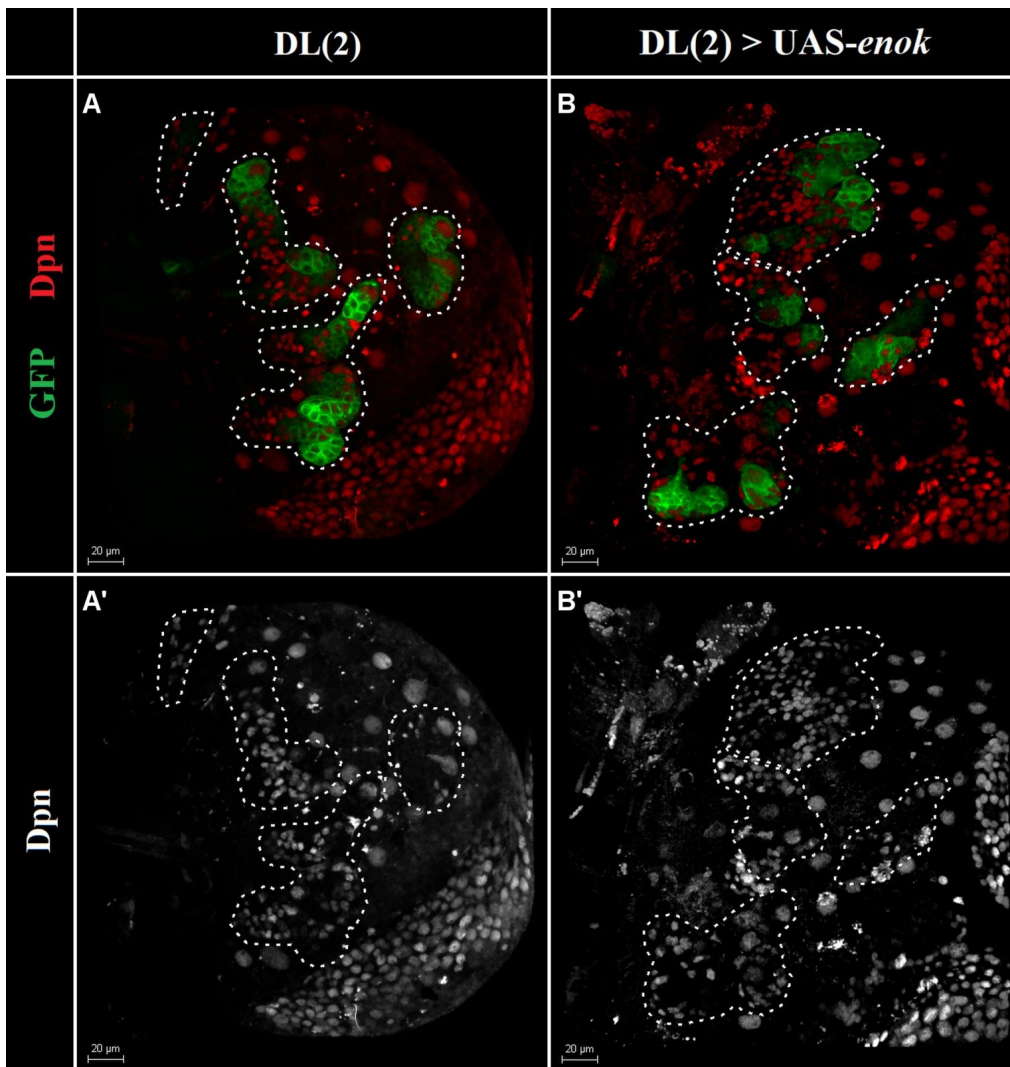 DL(2)
DL(2) > UAS-enok
GFP Dpn
A
B
20 µm
20 µm
Dpn
A'
B'
20 µm
20 µm